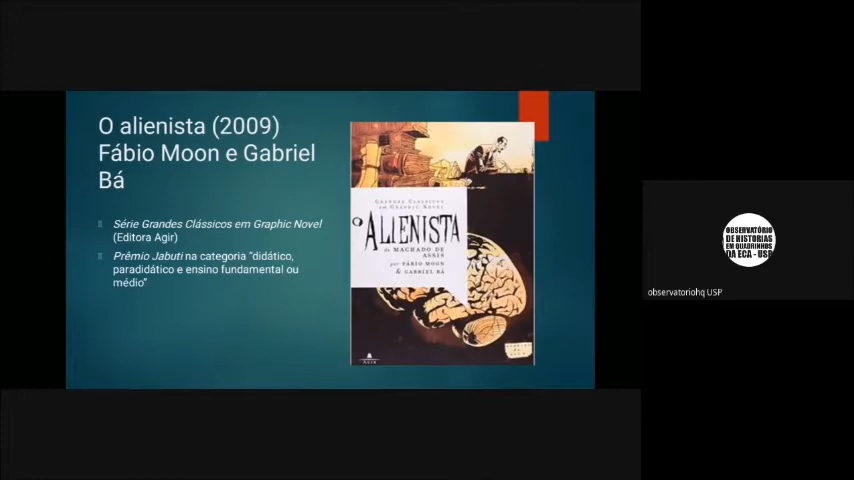 O alienista (2009)
Fábio Moon e Gabriel
Bá
Série Grandes Clássicos em Graphic Novel
(Editora Agir)
Prêmio Jabuti na categoria “didático,
paradidático e ensino fundamental ou
médio”
GRANDES CLÁSSICOS
EM GRAPHIC NOVEL
O ALIENISTA
de MACHADO DE
ASSIS
por FÁBIO MOON
& GABRIEL BÁ
AGIR
OBSERVATÓRIO
DE HISTORIAS
EM QUADRINHOS
DA ECA - USP
observatoriohq USP